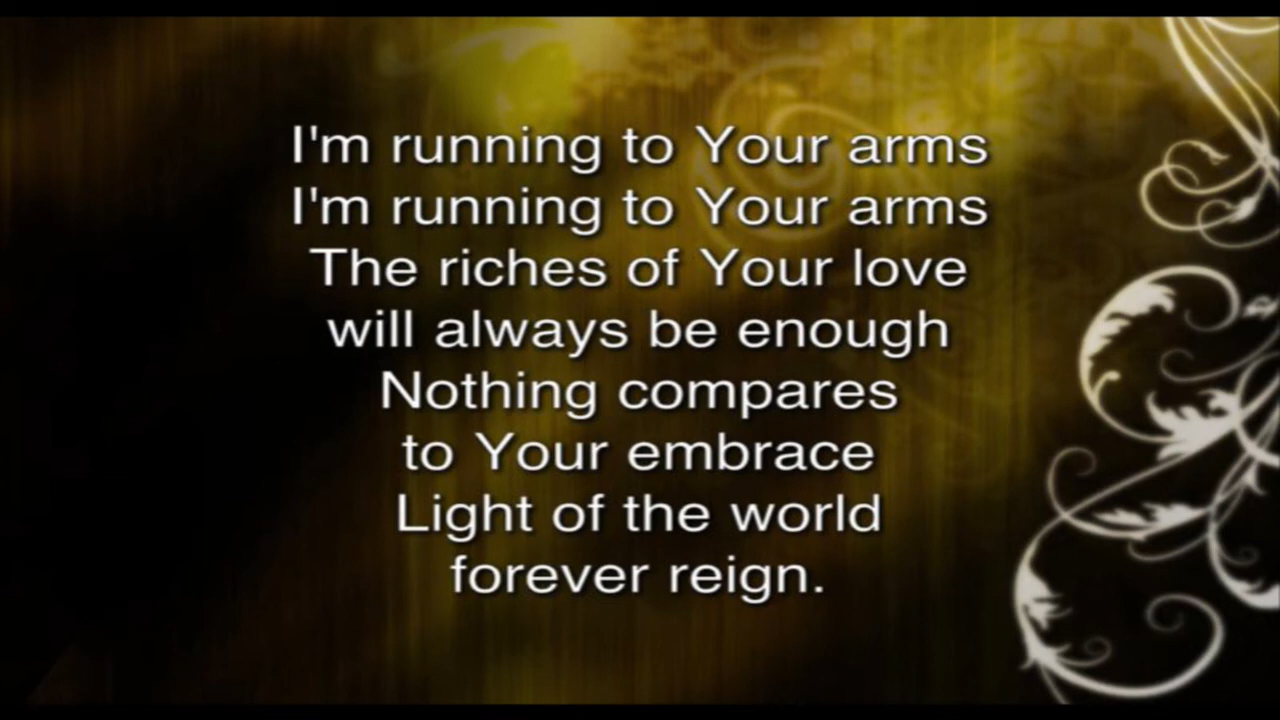 I'm running to Your arms
I'm running to Your arms
The riches of Your love
will always be enough
Nothing compares
to Your embrace
Light of the world
forever reign.